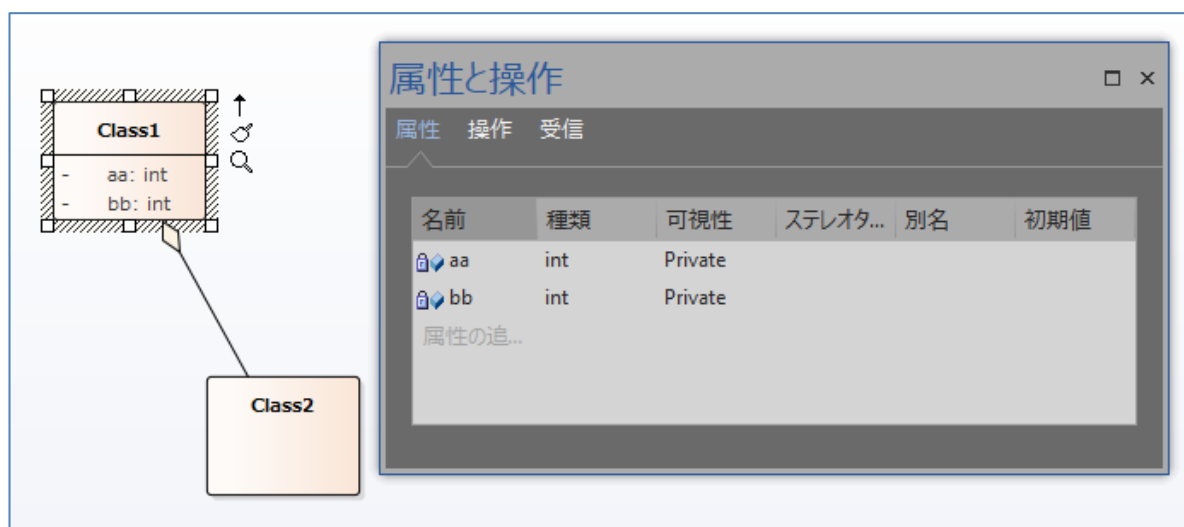 Class1
- aa: int
- bb: int
Class2
属性と操作
属性 操作 受信
名前 種類 可視性 ステレオタ... 別名 初期値
aa int Private
bb int Private
属性の追...